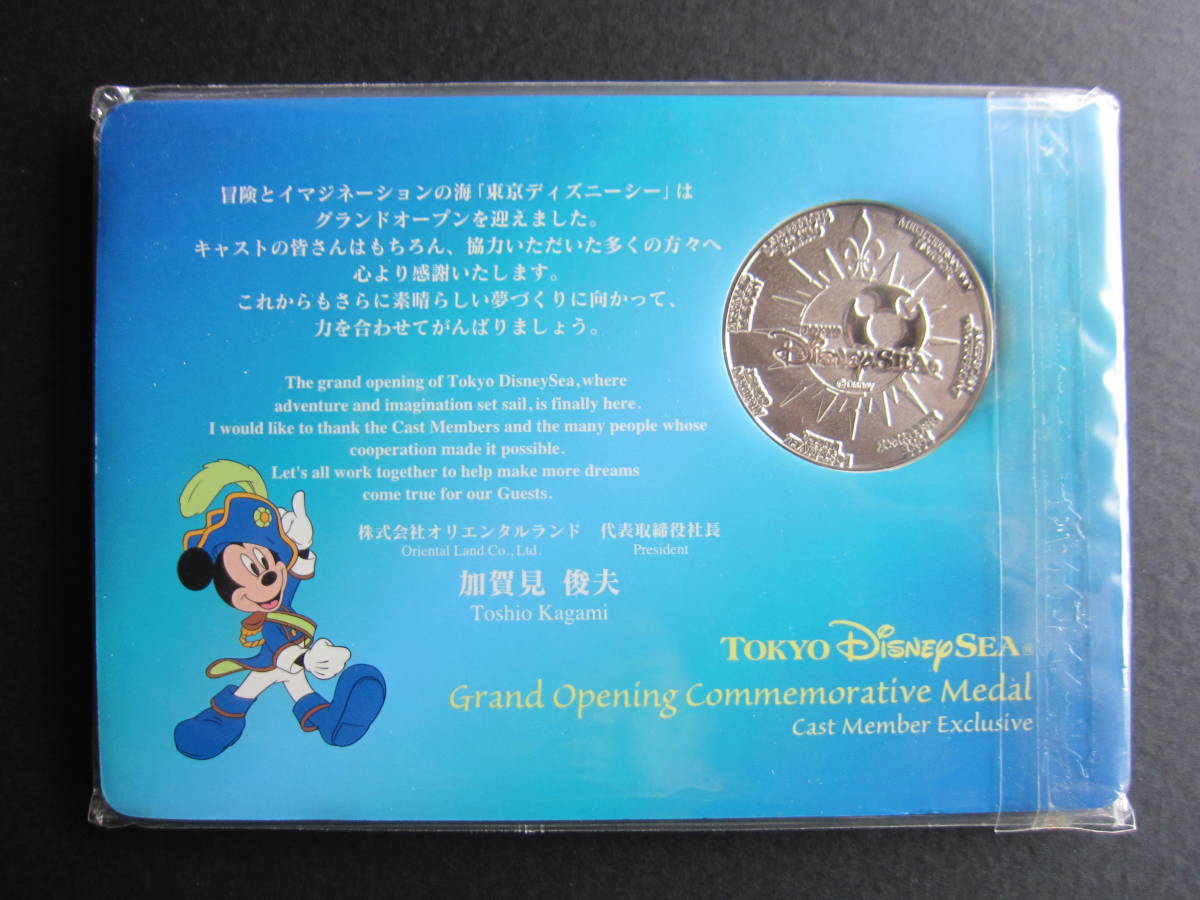 冒険とイマジネーションの海「東京ディズニーシー」は
グランドオープンを迎えました。
キャストの皆さんはもちろん、協力いただいた多くの方々へ
心より感謝いたします。
これからもさらに素晴らしい夢づくりに向かって、
力を合わせてがんばりましょう。
The grand opening of Tokyo DisneySea,where
adventure and imagination set sail,is finally here.
I would like to thank the Cast Members and the many people whose
cooperation made it possible.
Let's all work together to help make more dreams
come true for our Guests.
株式会社オリエンタルランド 代表取締役社長
Oriental Land Co.,Ltd. President
加賀見 俊夫
Toshio Kagami
TOKYO DISNEYSEA®
Grand Opening Commemorative Medal
Cast Member Exclusive
DISNEYSEA
©Disney